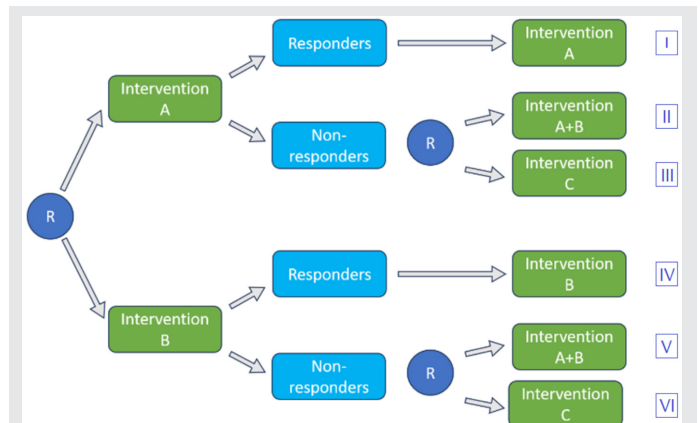 Responders
Intervention
A
I
Intervention
A
Intervention
A+B
II
Non-
responders
R
Intervention
C
III
R
Responders
Intervention
B
IV
Intervention
B
Intervention
A+B
V
Non-
responders
R
Intervention
C
VI